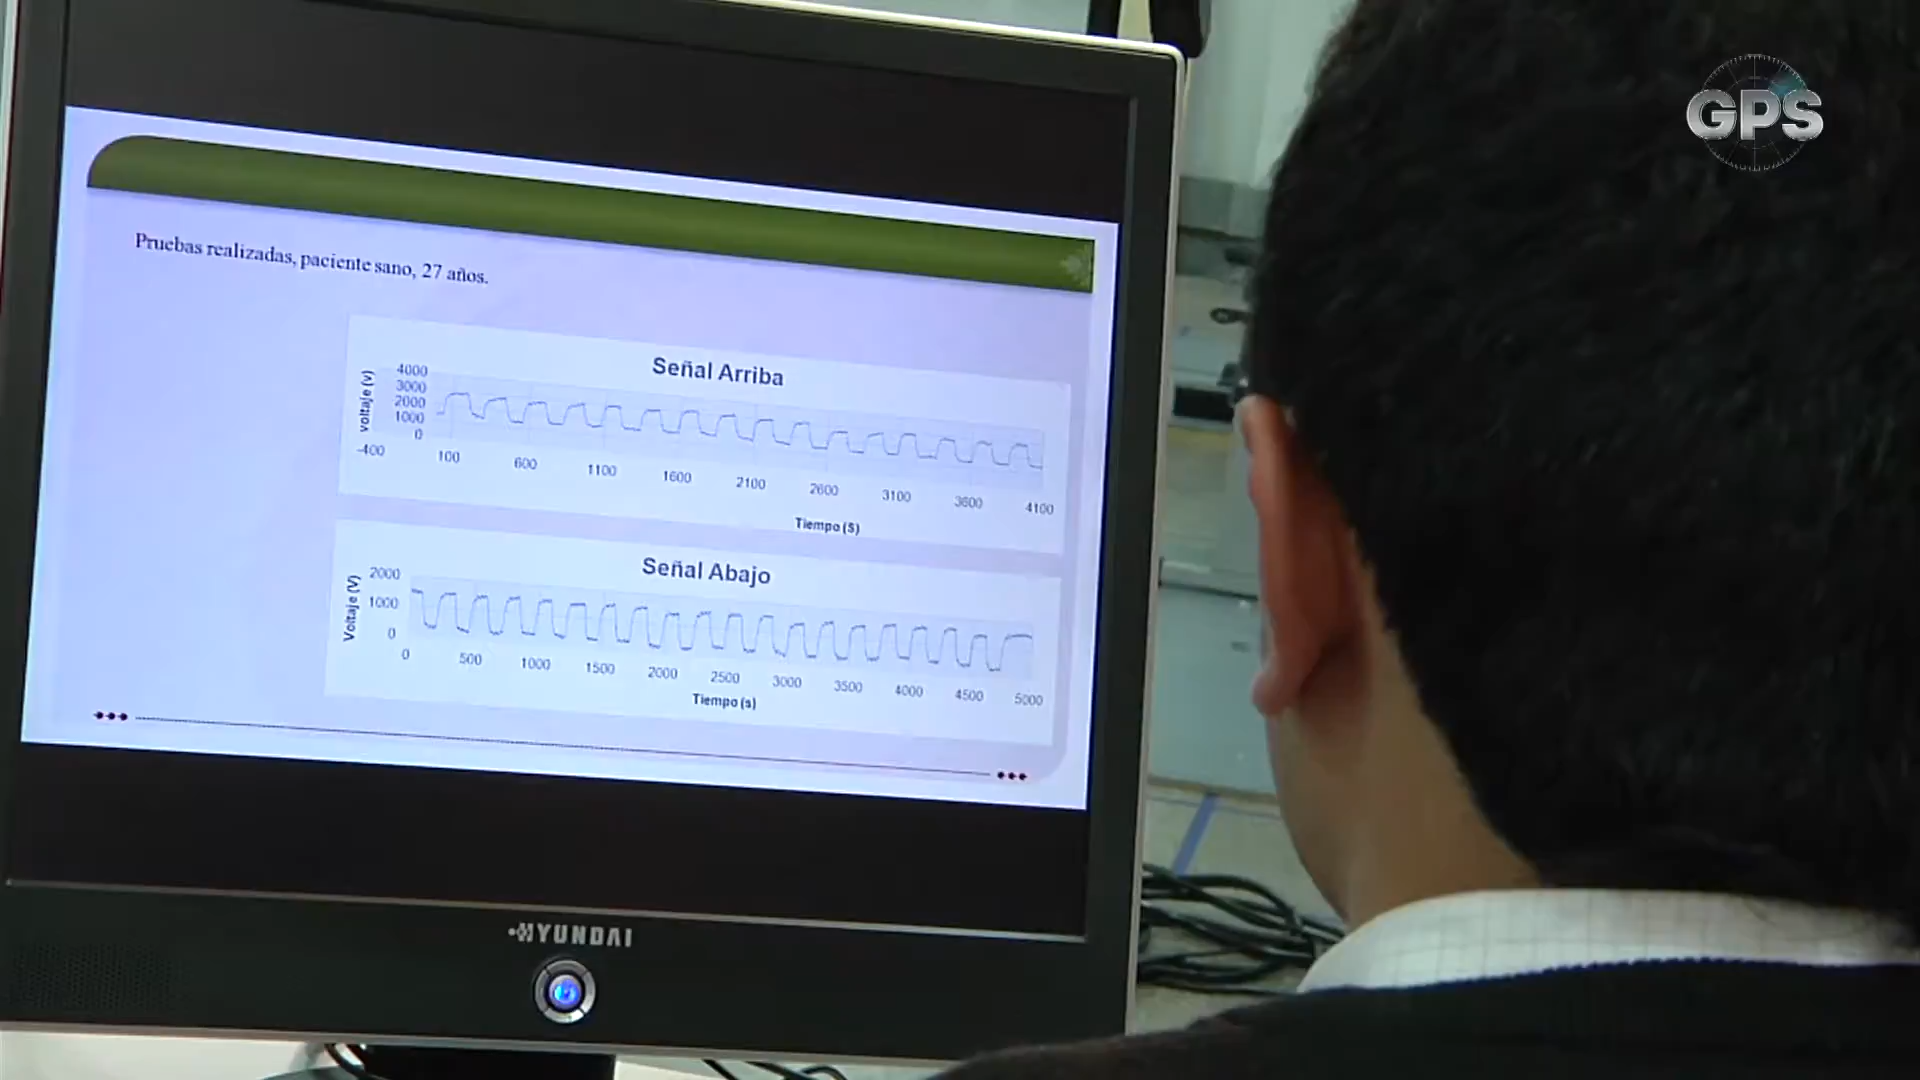 GPS
Pruebas realizadas, paciente sano, 27 años.
Señal Arriba
voltaje (v)
4000
3000
2000
1000
0
-400 100 600 1100 1600 2100 2600 3100 3600 4100
Tiempo (S)
Señal Abajo
Voltaje (V)
2000
1000
0
0 500 1000 1500 2000 2500 3000 3500 4000 4500 5000
Tiempo (s)
HYUNDAI